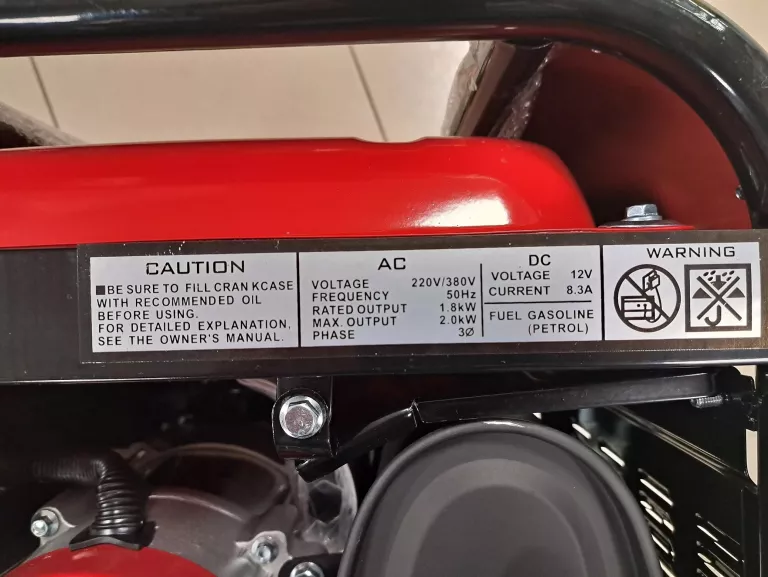 CAUTION
■BE SURE TO FILL CRANKCASE
WITH RECOMMENDED OIL
BEFORE USING.
FOR DETAILED EXPLANATION,
SEE THE OWNER'S MANUAL.
AC
VOLTAGE 220V/380V
FREQUENCY 50Hz
RATED OUTPUT 1.8kW
MAX. OUTPUT 2.0kW
PHASE 3Ø
DC
VOLTAGE 12V
CURRENT 8.3A
FUEL GASOLINE
(PETROL)
WARNING